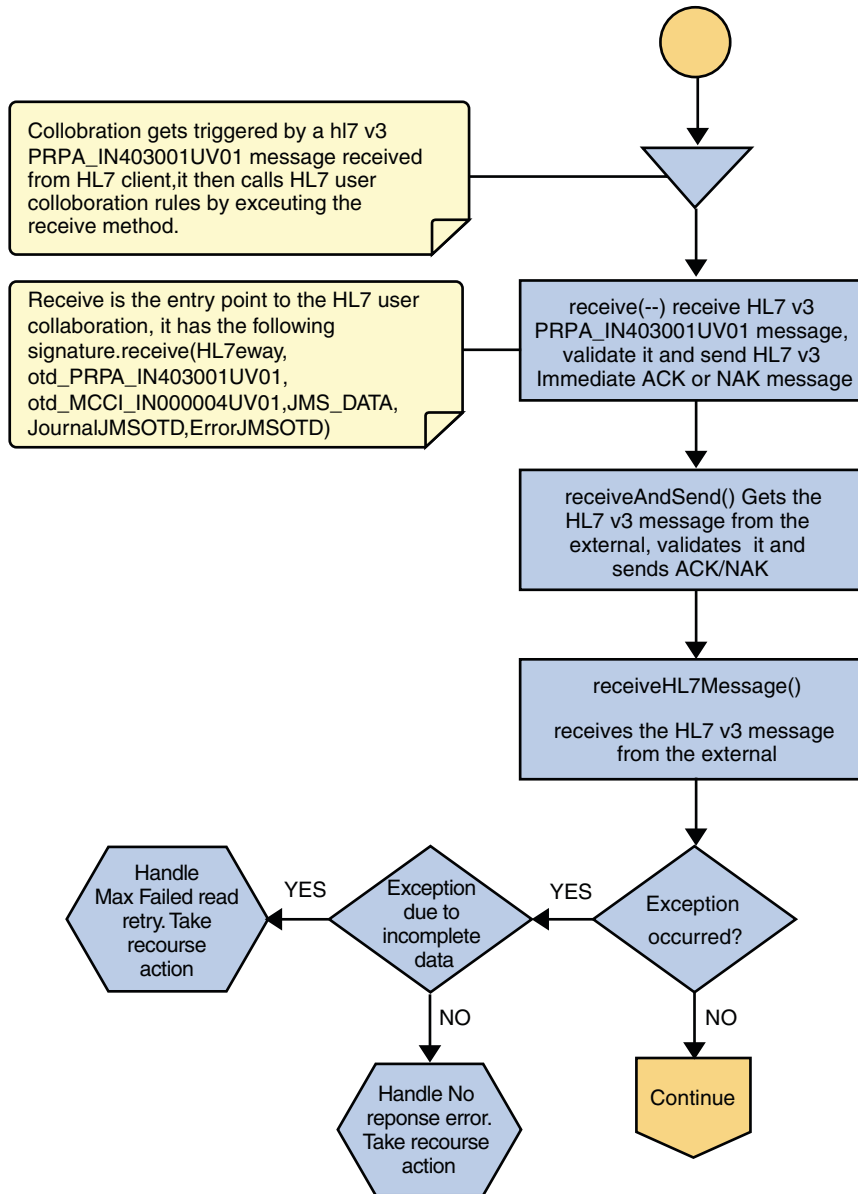 Collobration gets triggered by a hl7 v3
PRPA_IN403001UV01 message received
from HL7 client,it then calls HL7 user
colloboration rules by exceuting the
receive method.
Receive is the entry point to the HL7 user
collaboration, it has the following
signature.receive(HL7eway,
otd_PRPA_IN403001UV01,
otd_MCCI_IN000004UV01,JMS_DATA,
JournalJMSOTD,ErrorJMSOTD)
receive(--) receive HL7 v3
PRPA_IN403001UV01 message,
validate it and send HL7 v3
Immediate ACK or NAK message
receiveAndSend() Gets the
HL7 v3 message from the
external, validates it and
sends ACK/NAK
receiveHL7Message()
receives the HL7 v3 message
from the external
Exception
occurred?
YES
Exception
due to
incomplete
data
YES
Handle
Max Failed read
retry. Take
recourse
action
NO
Handle No
reponse error.
Take recourse
action
NO
Continue